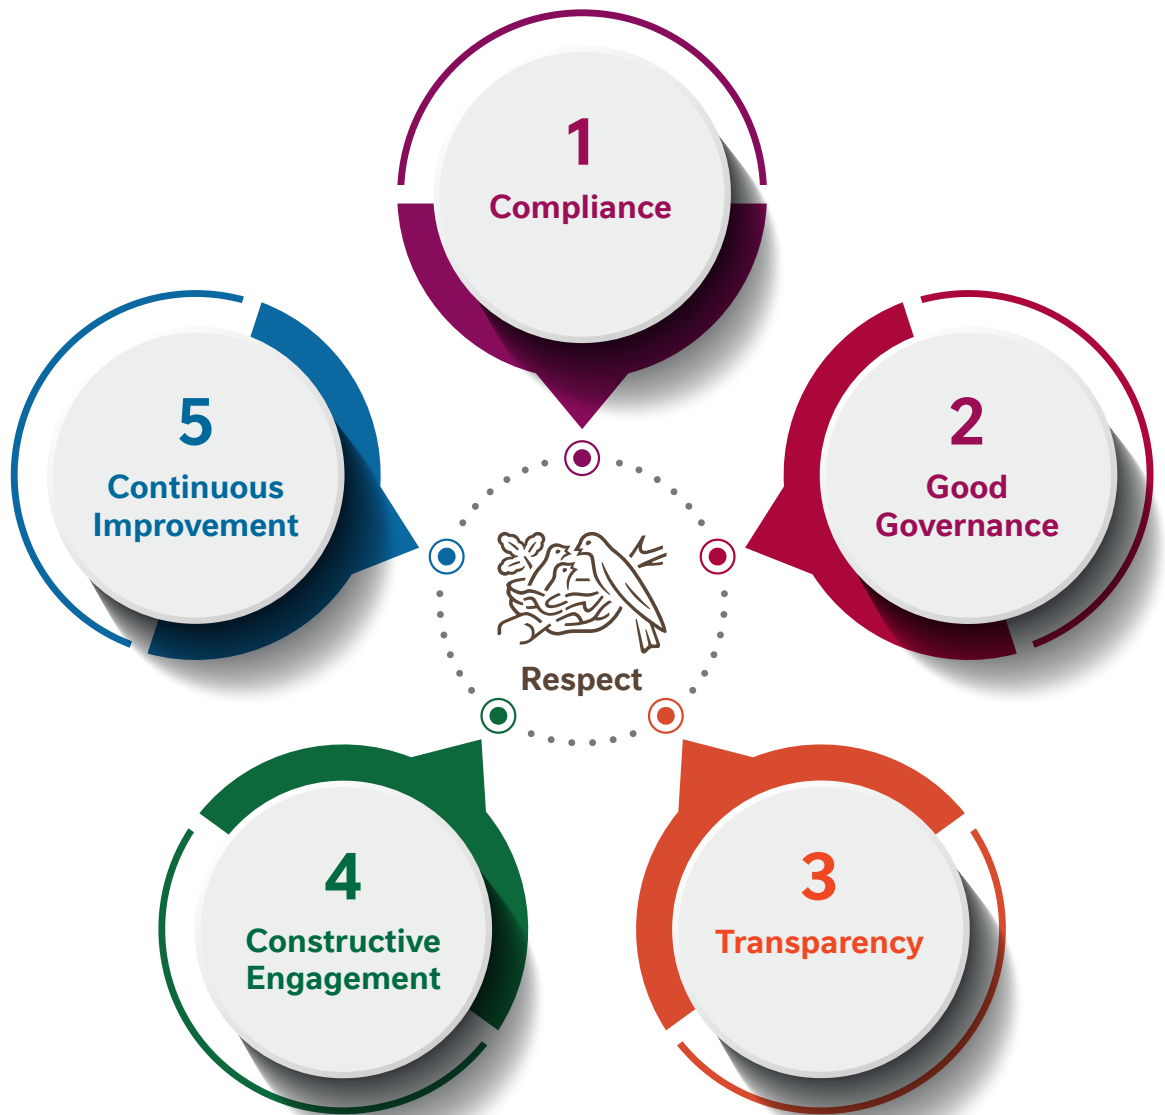 1
Compliance
2
Good
Governance
3
Transparency
4
Constructive
Engagement
5
Continuous
Improvement
Respect